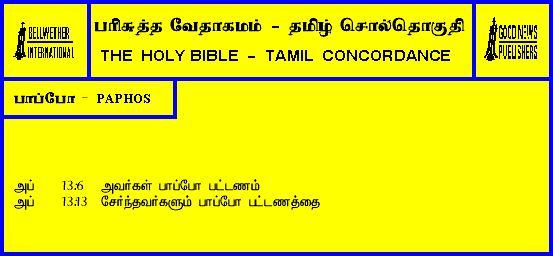 BELLWETHER
INTERNATIONAL
பரிசுத்த வேதாகமம் - தமிழ் சொல்தொகுதி
THE HOLY BIBLE - TAMIL CONCORDANCE
GOOD NEWS
PUBLISHERS
பாப்போ - PAPHOS
அப் 13:6 அவர்கள் பாப்போ பட்டணம்
அப் 13:13 சேர்ந்தவர்களும் பாப்போ பட்டணத்தை